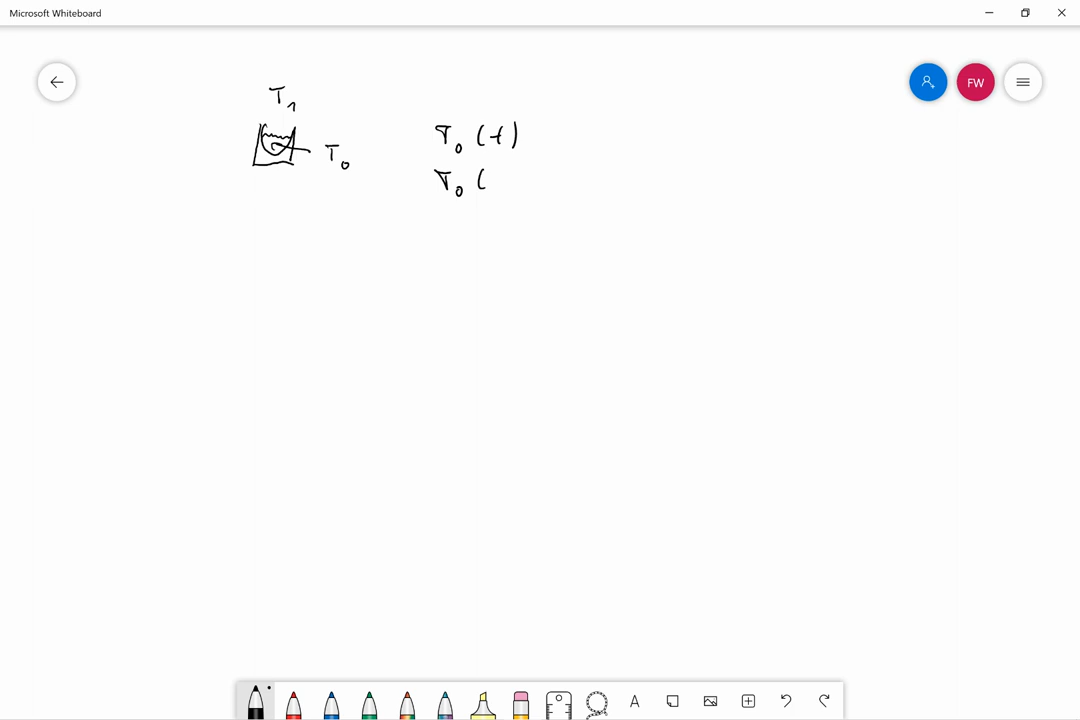 Microsoft Whiteboard
FW
T₁
T₀
T₀ (t)
T₀ (
A